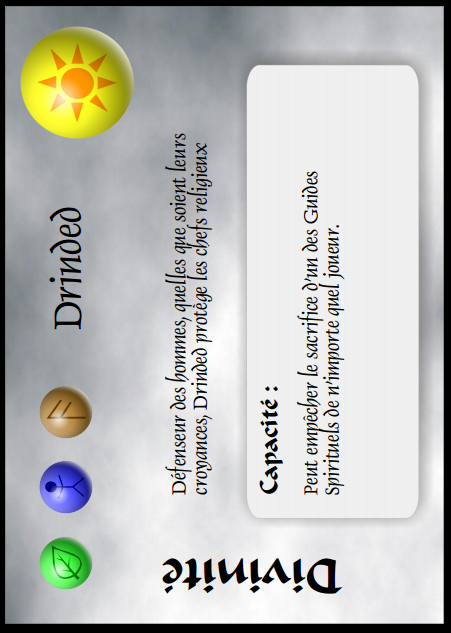 Drinded
Défenseur des hommes, quelles que soient leurs
croyances, Drinded protège les chefs religieux
Capacité :
Peut empêcher le sacrifice d'un des Guides
Spirituels de n'importe quel joueur.
Divinité